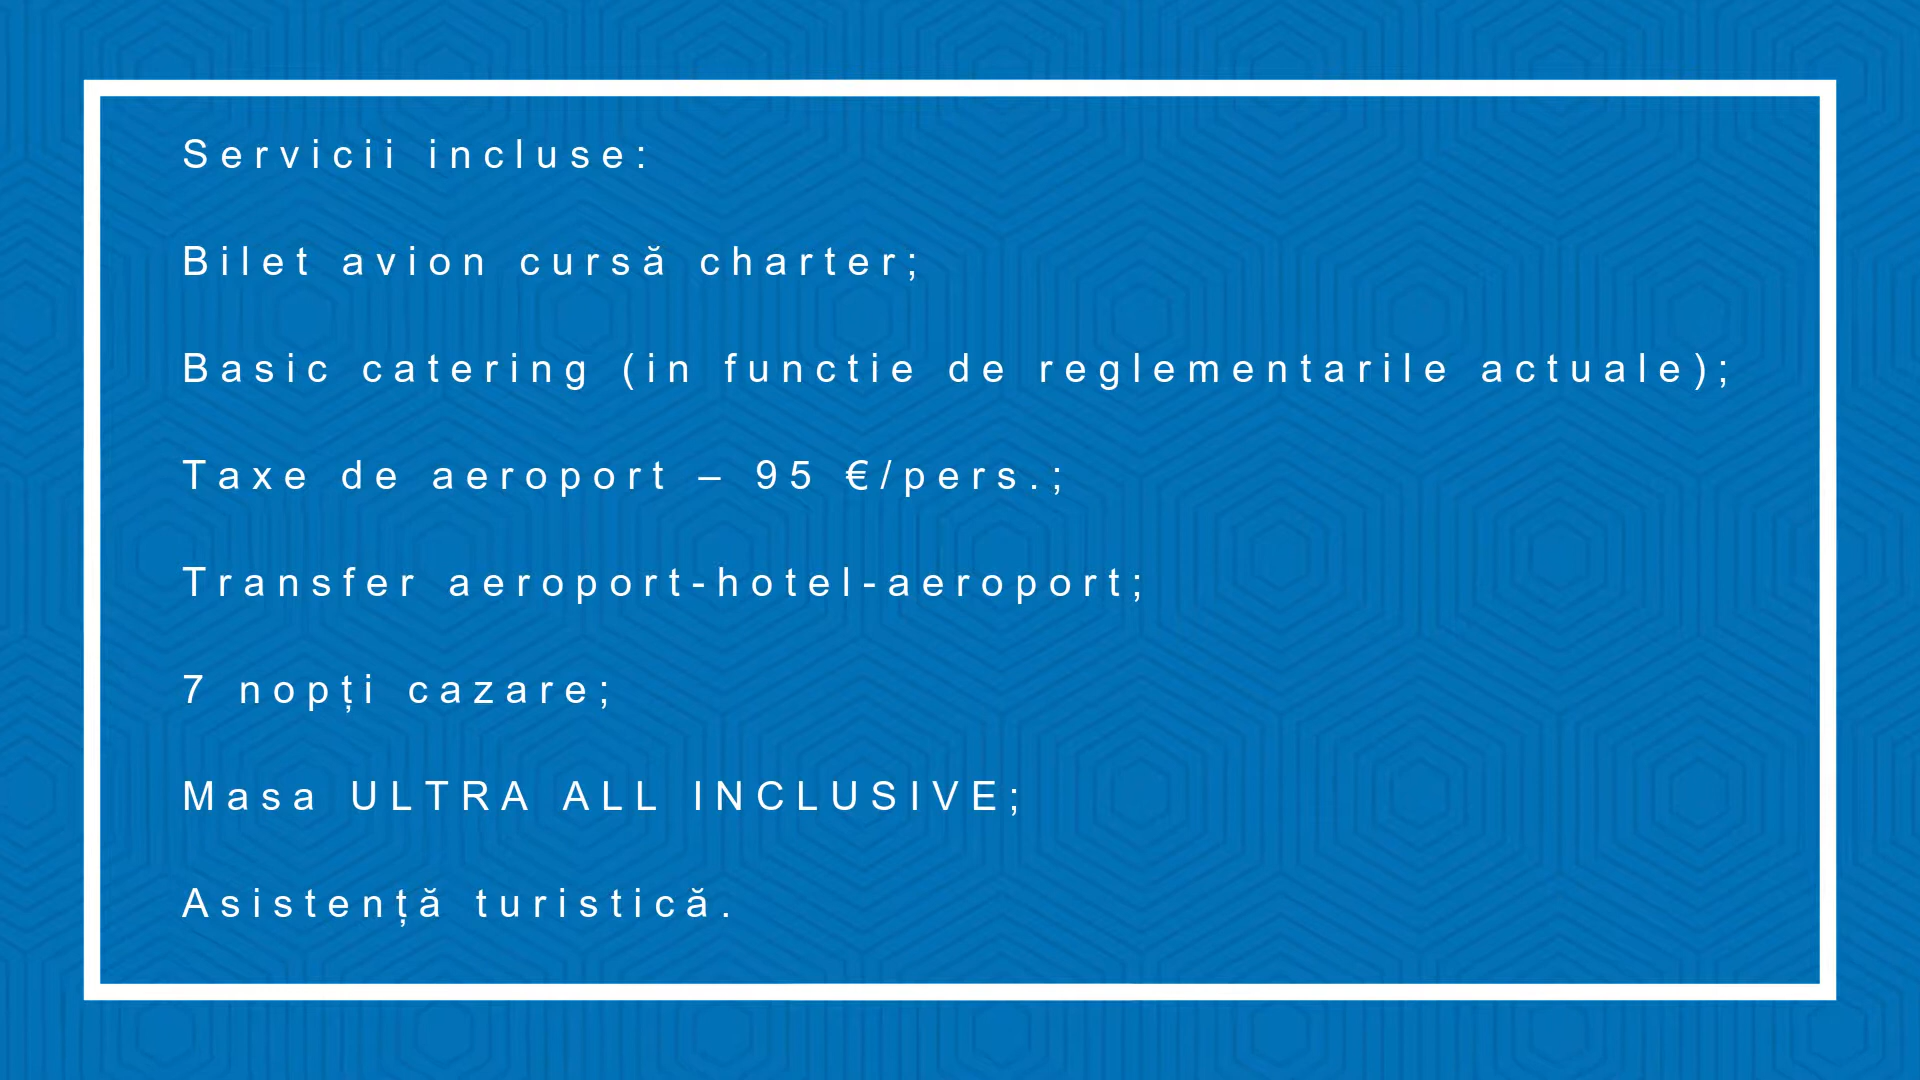 Servicii incluse:
Bilet avion cursă charter;
Basic catering (in functie de reglementarile actuale);
Taxe de aeroport – 95 €/pers.;
Transfer aeroport-hotel-aeroport;
7 nopți cazare;
Masa ULTRA ALL INCLUSIVE;
Asistență turistică.